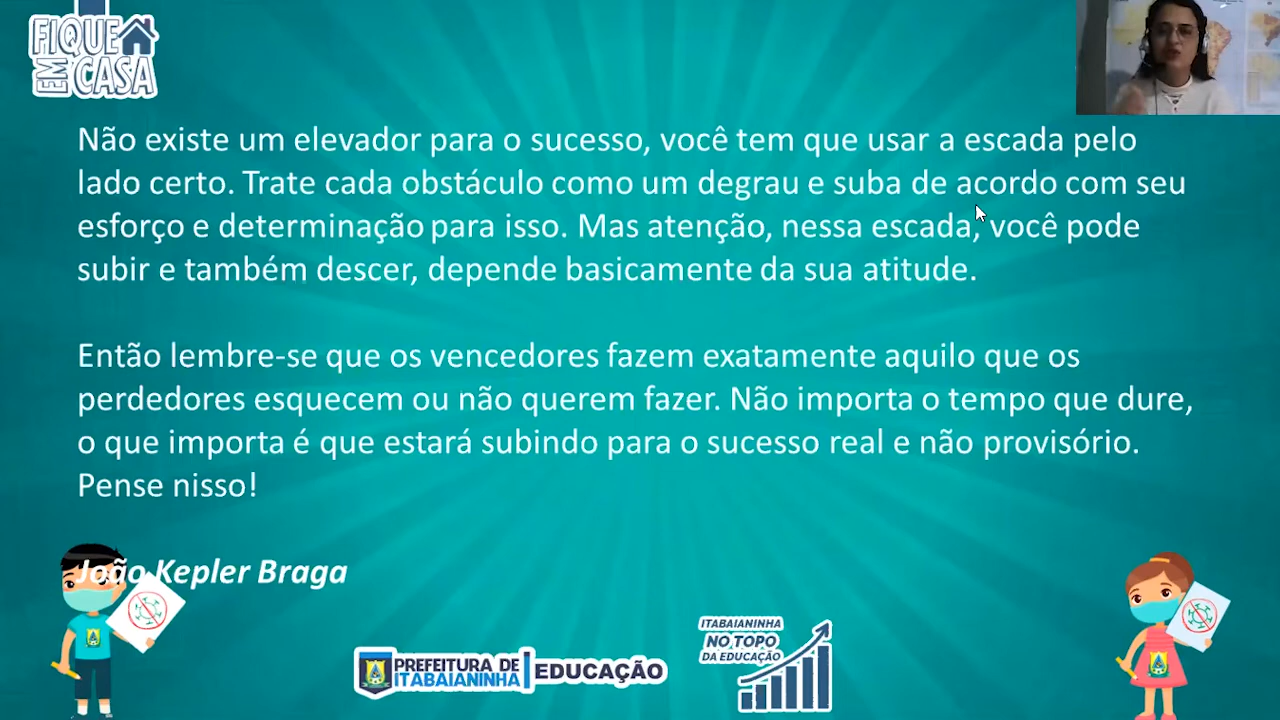 FIQUE
EM CASA
Não existe um elevador para o sucesso, você tem que usar a escada pelo
lado certo. Trate cada obstáculo como um degrau e suba de acordo com seu
esforço e determinação para isso. Mas atenção, nessa escada, você pode
subir e também descer, depende basicamente da sua atitude.
Então lembre-se que os vencedores fazem exatamente aquilo que os
perdedores esquecem ou não querem fazer. Não importa o tempo que dure,
o que importa é que estará subindo para o sucesso real e não provisório.
Pense nisso!
João Kepler Braga
PREFEITURA DE
ITABAIANINHA
EDUCAÇÃO
ITABAIANINHA
NO TOPO
DA EDUCAÇÃO